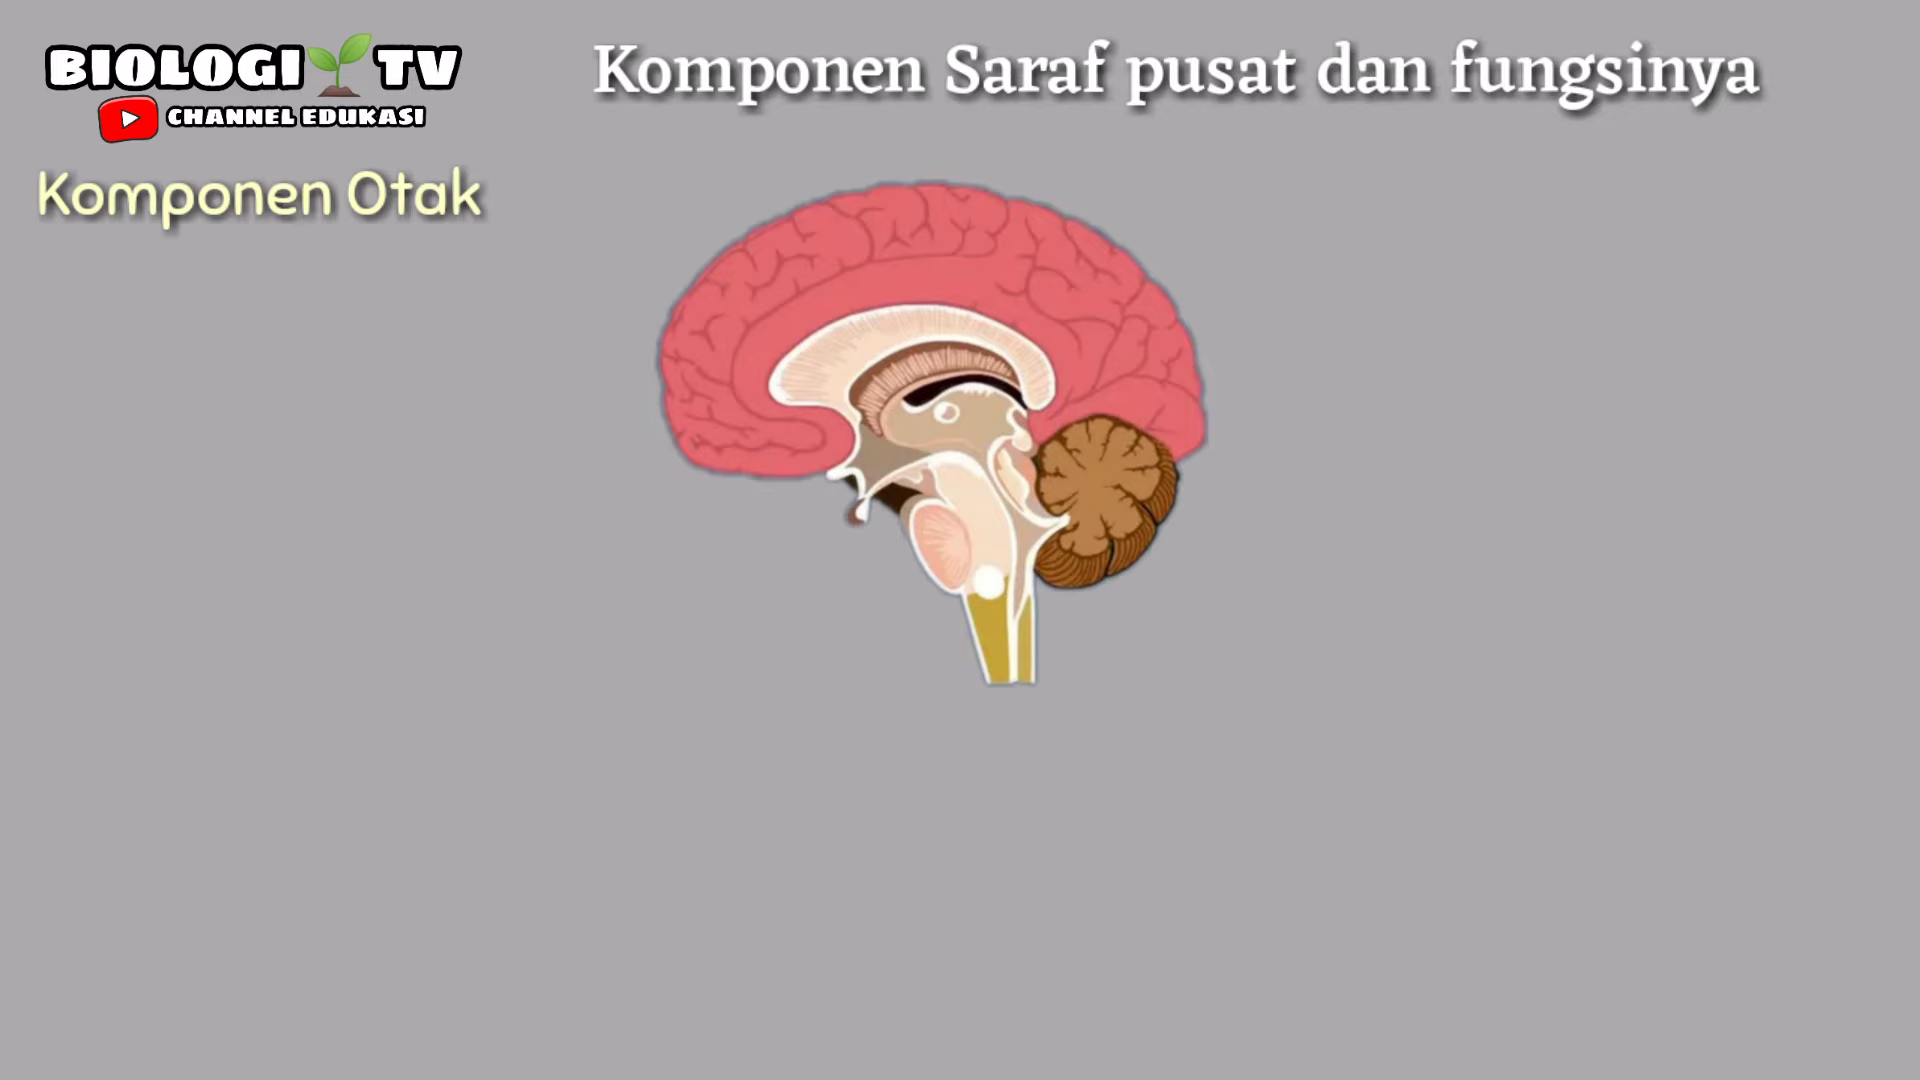 BIOLOGI TV
CHANNEL EDUKASI
Komponen Saraf pusat dan fungsinya
Komponen Otak